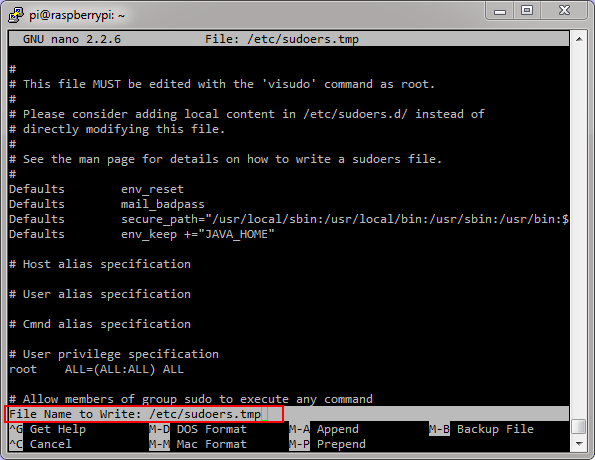 pi@raspberrypi: ~
GNU nano 2.2.6 File: /etc/sudoers.tmp
#
# This file MUST be edited with the 'visudo' command as root.
#
# Please consider adding local content in /etc/sudoers.d/ instead of
# directly modifying this file.
#
# See the man page for details on how to write a sudoers file.
#
Defaults env_reset
Defaults mail_badpass
Defaults secure_path="/usr/local/sbin:/usr/local/bin:/usr/sbin:/usr/bin:$
Defaults env_keep +="JAVA_HOME"
# Host alias specification
# User alias specification
# Cmnd alias specification
# User privilege specification
root ALL=(ALL:ALL) ALL
# Allow members of group sudo to execute any command
File Name to Write: /etc/sudoers.tmp
^G Get Help M-D DOS Format M-A Append M-B Backup File
^C Cancel M-M Mac Format M-P Prepend